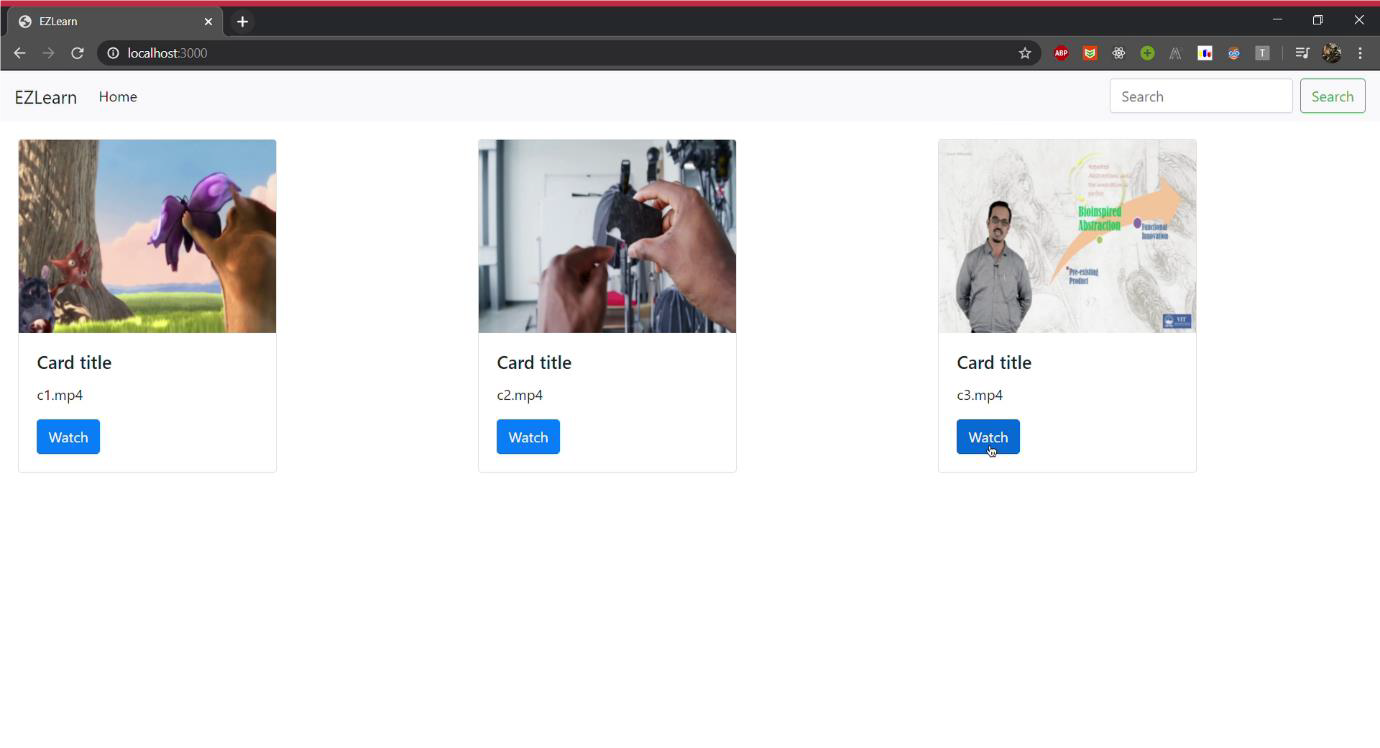 EZLearn
localhost:3000
ABP
T
EZLearn Home Search Search
Bioinspired
Abstraction
Functional
Innovation
Pre-existing
Product
VIT
Card title
c1.mp4
Watch
Card title
c2.mp4
Watch
Card title
c3.mp4
Watch